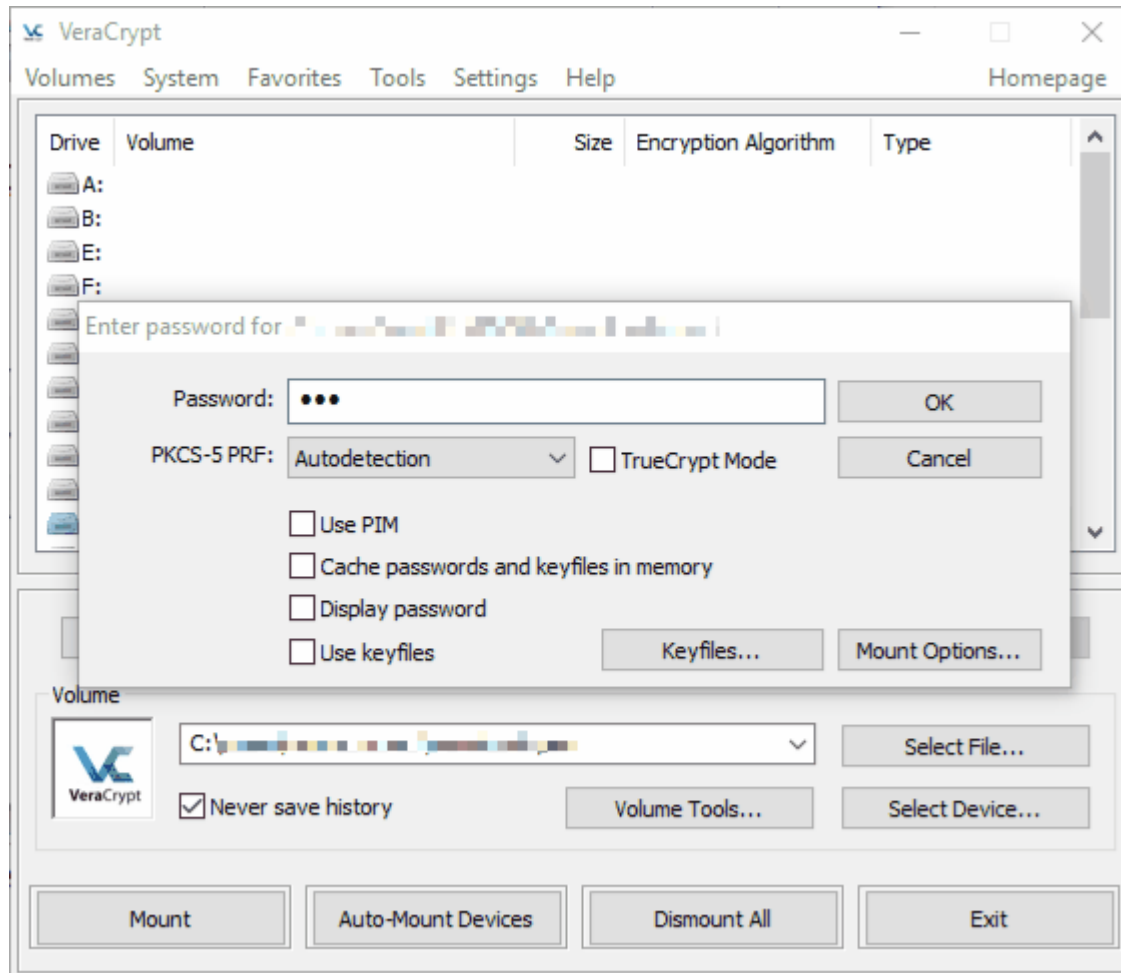 VeraCrypt
Volumes System Favorites Tools Settings Help Homepage
Drive Volume Size Encryption Algorithm Type
A:
B:
E:
F:
Enter password for
Password: ••• OK
PKCS-5 PRF: Autodetection TrueCrypt Mode Cancel
Use PIM
Cache passwords and keyfiles in memory
Display password
Use keyfiles Keyfiles... Mount Options...
Volume
C:\
Select File...
VeraCrypt
Never save history Volume Tools... Select Device...
Mount Auto-Mount Devices Dismount All Exit